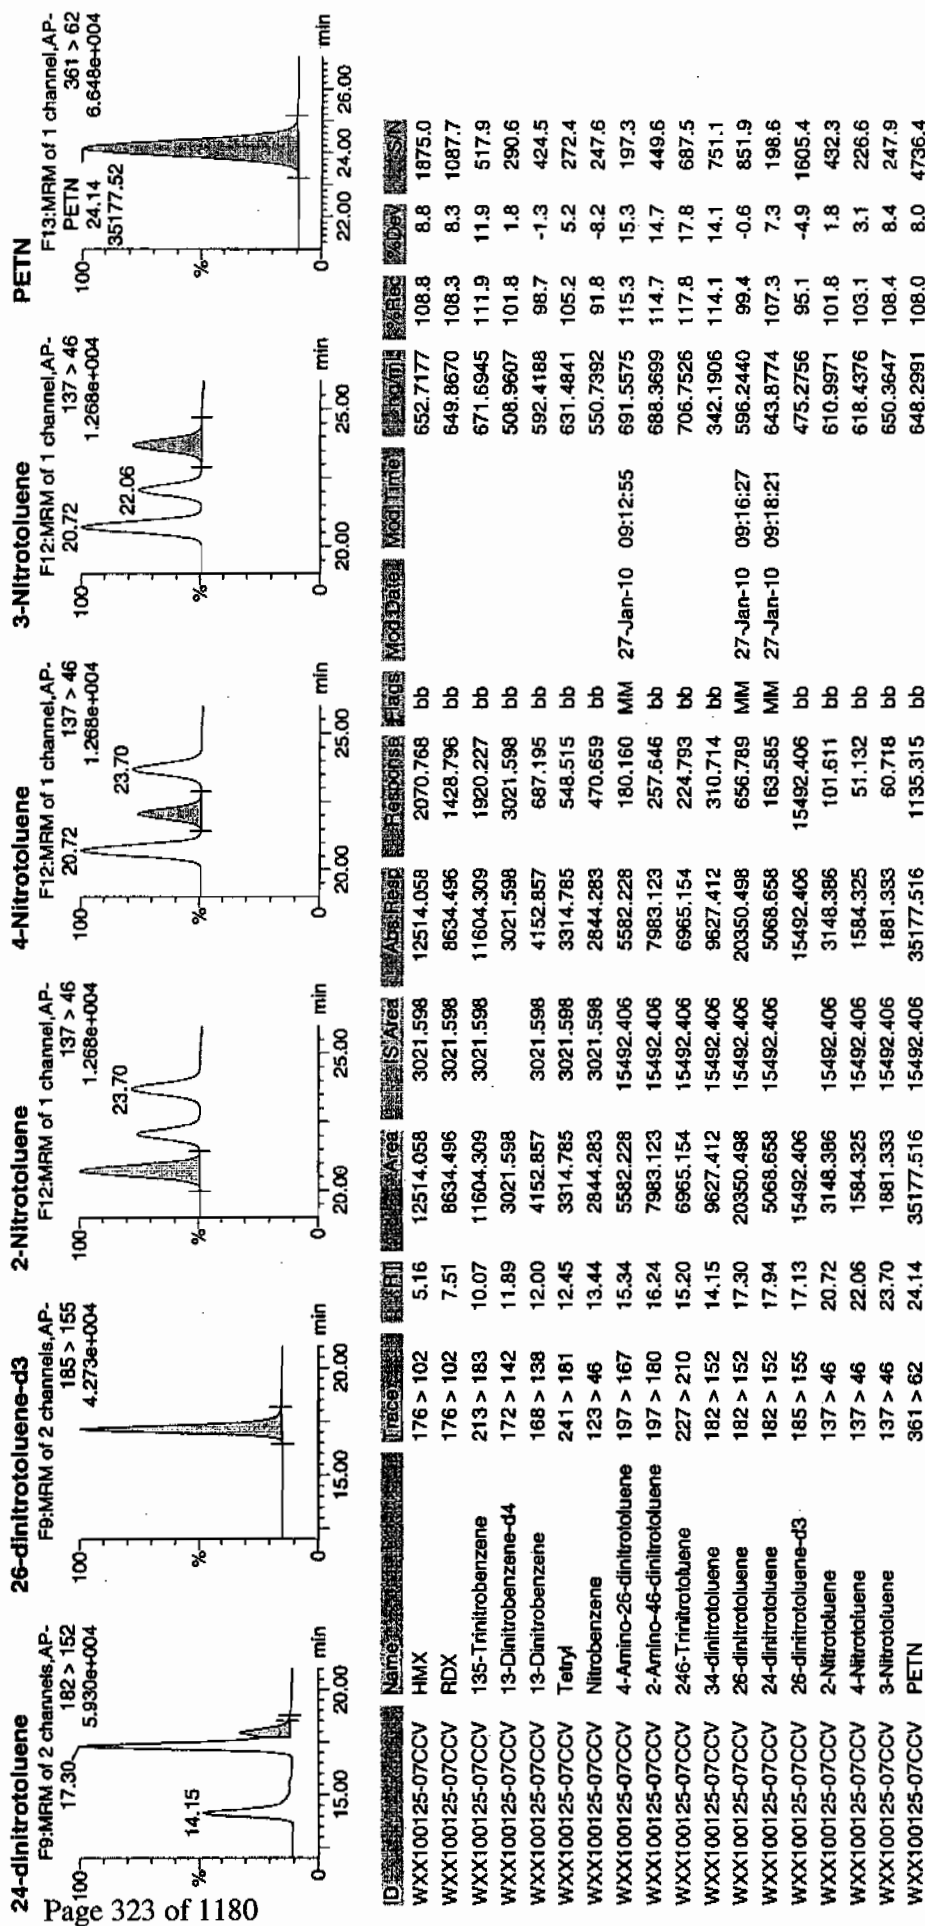 24-dinitrotoluene
F9:MRM of 2 channels,AP-
182 > 152
5.930e+004
17.30
14.15
100
%
0
15.00
20.00
min
26-dinitrotoluene-d3
F9:MRM of 2 channels,AP-
185 > 155
4.273e+004
100
%
0
15.00
20.00
min
2-Nitrotoluene
F12:MRM of 1 channel,AP-
137 > 46
1.268e+004
23.70
100
%
0
20.00
25.00
min
4-Nitrotoluene
F12:MRM of 1 channel,AP-
20.72
137 > 46
1.268e+004
23.70
100
%
0
20.00
25.00
min
3-Nitrotoluene
F12:MRM of 1 channel,AP-
20.72
137 > 46
1.268e+004
22.06
100
%
0
20.00
25.00
min
PETN
F13:MRM of 1 channel,AP-
PETN
24.14
35177.52
361 > 62
6.648e+004
100
%
0
22.00
24.00
26.00
min
ID Name Trace RT Area IS Area Abs.Resp Response Flags Mod.Date Mod.Time ng/mL %Rec %Dev S/N
WXX100125-07CCV HMX 176 > 102 5.16 12514.058 3021.598 12514.058 2070.768 bb 652.7177 108.8 8.8 1875.0
WXX100125-07CCV RDX 176 > 102 7.51 8634.496 3021.598 8634.496 1428.796 bb 649.8670 108.3 8.3 1087.7
WXX100125-07CCV 135-Trinitrobenzene 213 > 183 10.07 11604.309 3021.598 11604.309 1920.227 bb 671.6945 111.9 11.9 517.9
WXX100125-07CCV 13-Dinitrobenzene-d4 172 > 142 11.89 3021.598 3021.598 3021.598 bb 508.9607 101.8 1.8 290.6
WXX100125-07CCV 13-Dinitrobenzene 168 > 138 12.00 4152.857 3021.598 4152.857 687.195 bb 592.4188 98.7 -1.3 424.5
WXX100125-07CCV Tetryl 241 > 181 12.45 3314.785 3021.598 3314.785 548.515 bb 631.4841 105.2 5.2 272.4
WXX100125-07CCV Nitrobenzene 123 > 46 13.44 2844.283 3021.598 2844.283 470.659 bb 550.7392 91.8 -8.2 247.6
WXX100125-07CCV 4-Amino-26-dinitrotoluene 197 > 167 15.34 5582.228 15492.406 5582.228 180.160 MM 27-Jan-10 09:12:55 691.5575 115.3 15.3 197.3
WXX100125-07CCV 2-Amino-46-dinitrotoluene 197 > 180 16.24 7983.123 15492.406 7983.123 257.646 bb 688.3699 114.7 14.7 449.6
WXX100125-07CCV 246-Trinitrotoluene 227 > 210 15.20 6965.154 15492.406 6965.154 224.793 bb 706.7526 117.8 17.8 687.5
WXX100125-07CCV 34-dinitrotoluene 182 > 152 14.15 9627.412 15492.406 9627.412 310.714 bb 342.1906 114.1 14.1 751.1
WXX100125-07CCV 26-dinitrotoluene 182 > 152 17.30 20350.498 15492.406 20350.498 656.789 MM 27-Jan-10 09:16:27 596.2440 99.4 -0.6 851.9
WXX100125-07CCV 24-dinitrotoluene 182 > 152 17.94 5068.658 15492.406 5068.658 163.585 MM 27-Jan-10 09:18:21 643.8774 107.3 7.3 198.6
WXX100125-07CCV 26-dinitrotoluene-d3 185 > 155 17.13 15492.406 15492.406 15492.406 bb 475.2756 95.1 -4.9 1605.4
WXX100125-07CCV 2-Nitrotoluene 137 > 46 20.72 3148.386 15492.406 3148.386 101.611 bb 610.9971 101.8 1.8 432.3
WXX100125-07CCV 4-Nitrotoluene 137 > 46 22.06 1584.325 15492.406 1584.325 51.132 bb 618.4376 103.1 3.1 226.6
WXX100125-07CCV 3-Nitrotoluene 137 > 46 23.70 1881.333 15492.406 1881.333 60.718 bb 650.3647 108.4 8.4 247.9
WXX100125-07CCV PETN 361 > 62 24.14 35177.516 15492.406 35177.516 1135.315 bb 648.2991 108.0 8.0 4736.4
Page 323 of 1180